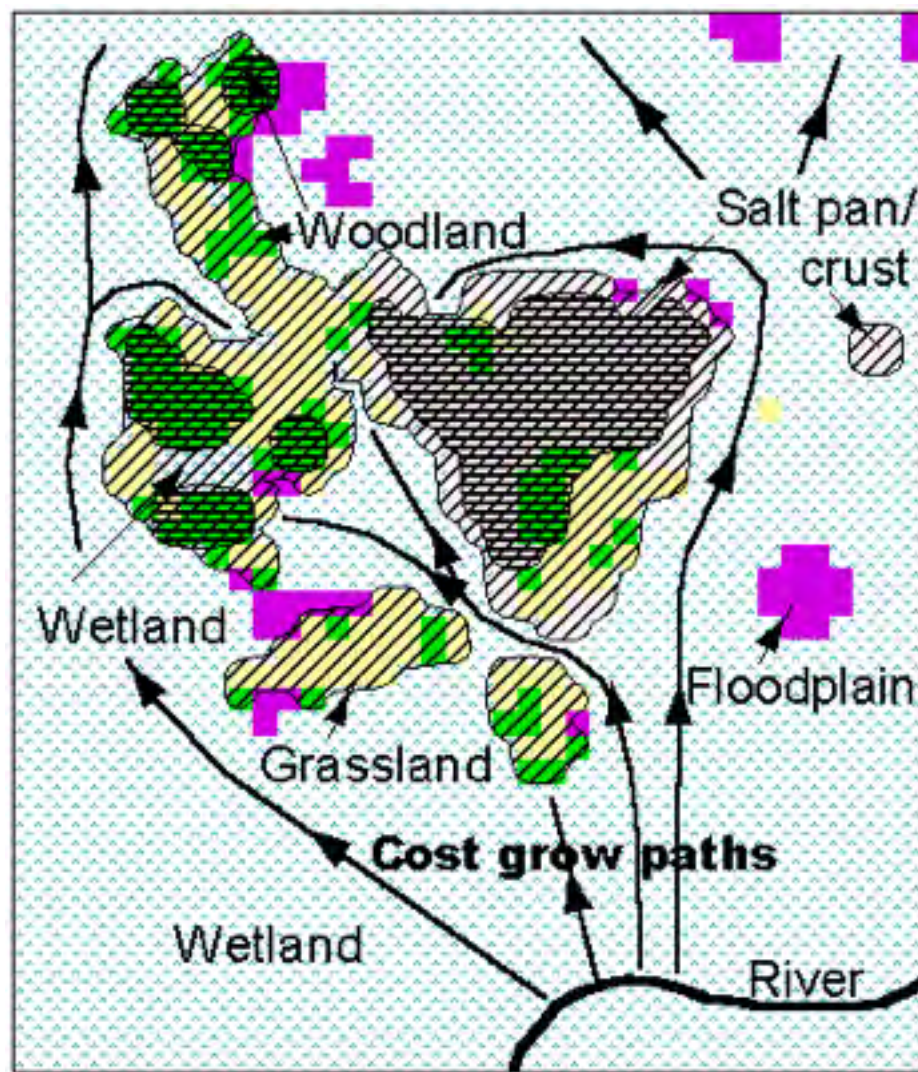 Woodland
Salt pan/
crust
Wetland
Floodplain
Grassland
Cost grow paths
Wetland
River